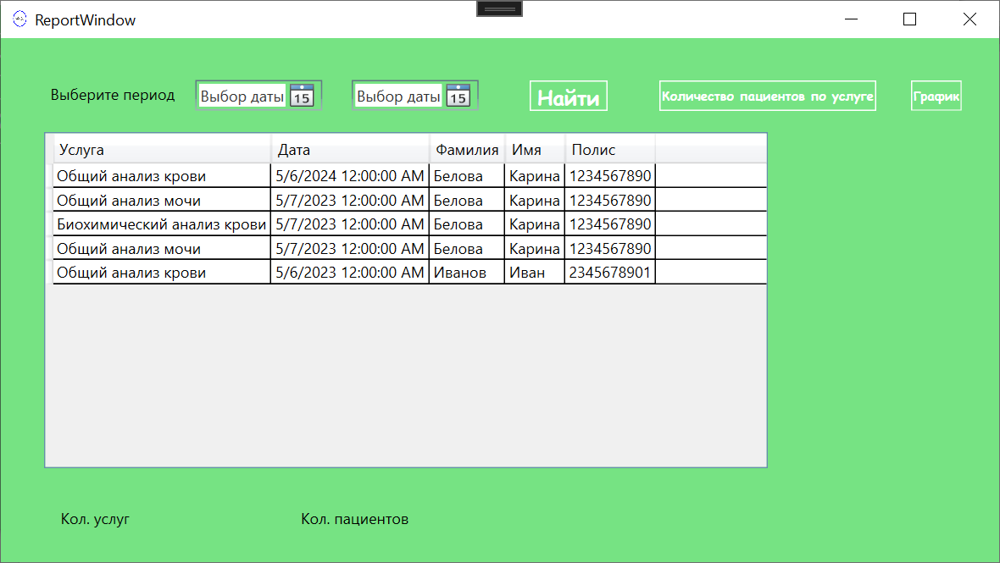 ReportWindow
Выберите период Выбор даты 15 Выбор даты 15 Найти Количество пациентов по услуге График
Услуга Дата Фамилия Имя Полис
Общий анализ крови 5/6/2024 12:00:00 AM Белова Карина 1234567890
Общий анализ мочи 5/7/2023 12:00:00 AM Белова Карина 1234567890
Биохимический анализ крови 5/7/2023 12:00:00 AM Белова Карина 1234567890
Общий анализ мочи 5/7/2023 12:00:00 AM Белова Карина 1234567890
Общий анализ крови 5/6/2023 12:00:00 AM Иванов Иван 2345678901
Кол. услуг Кол. пациентов